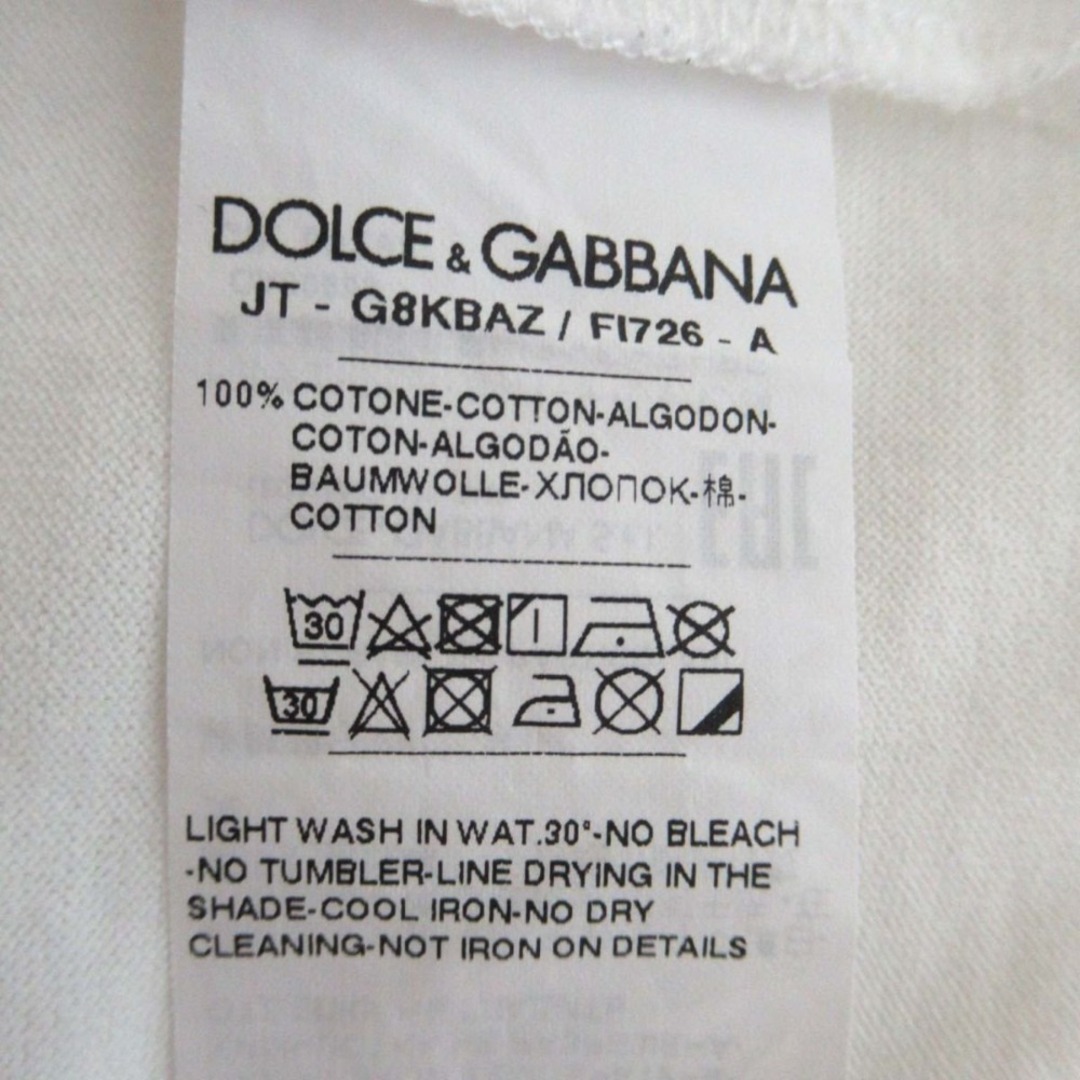 DOLCE & GABBANA
JT - G8KBAZ / FI726 - A
100% COTONE-COTTON-ALGODON-
COTON-ALGODÃO-
BAUMWOLLE-ХЛОПОК-棉-
COTTON
30
30
LIGHT WASH IN WAT.30°-NO BLEACH
-NO TUMBLER-LINE DRYING IN THE
SHADE-COOL IRON-NO DRY
CLEANING-NOT IRON ON DETAILS